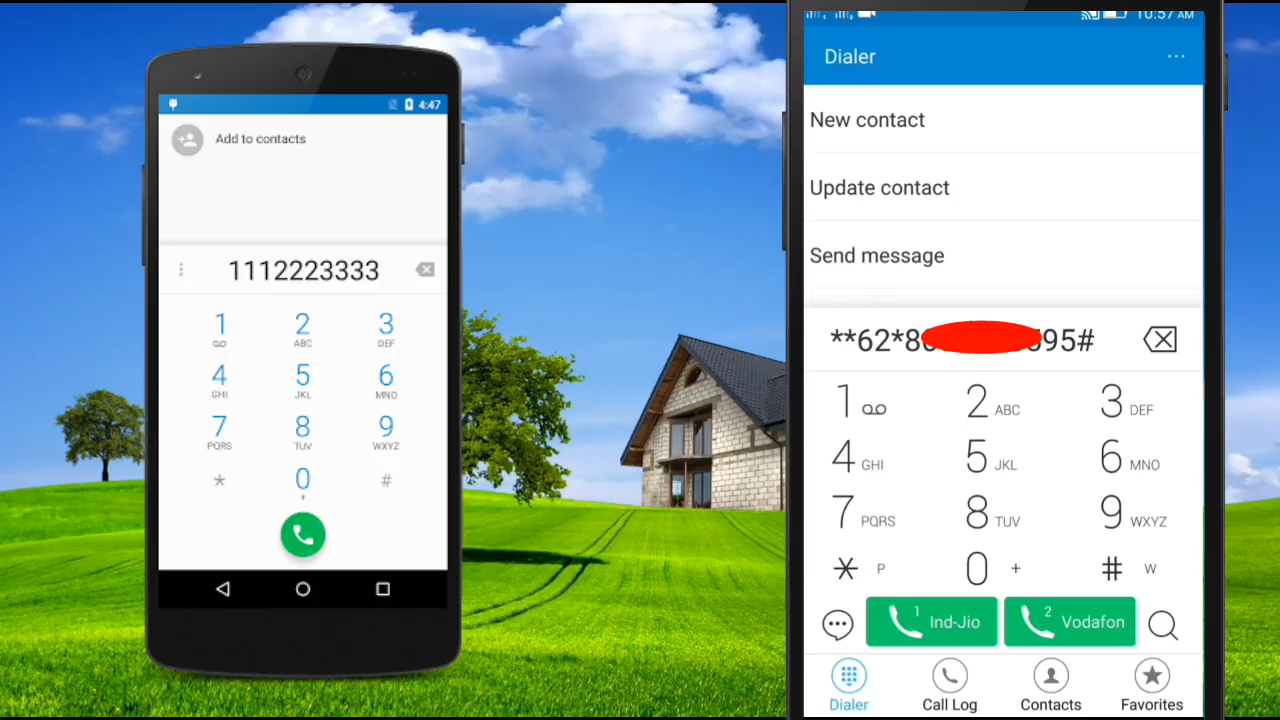 4:47
Add to contacts
1112223333
1
2 ABC
3 DEF
4 GHI
5 JKL
6 MNO
7 PQRS
8 TUV
9 WXYZ
*
0 +
#
10:57 AM
Dialer
New contact
Update contact
Send message
**62*8 95#
1
2 ABC
3 DEF
4 GHI
5 JKL
6 MNO
7 PQRS
8 TUV
9 WXYZ
* P
0 +
# W
1 Ind-Jio
2 Vodafon
Dialer
Call Log
Contacts
Favorites